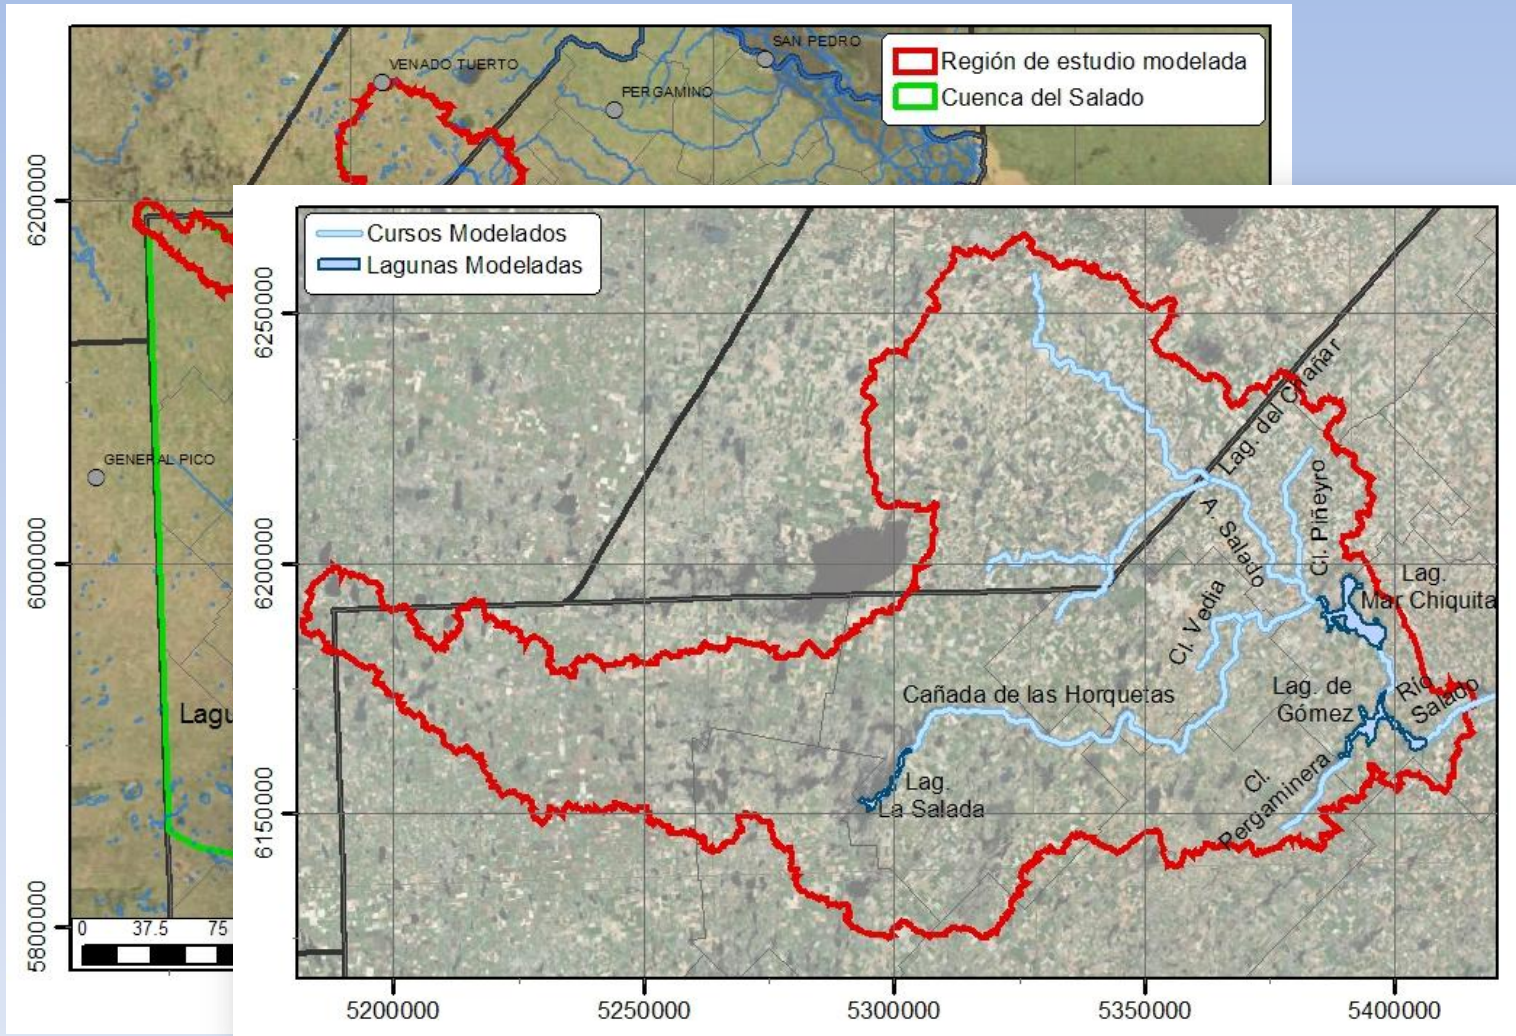 VENADO TUERTO
SAN PEDRO
PERGAMINO
Región de estudio modelada
Cuenca del Salado
6200000
6000000
5800000
GENERAL PICO
Lagu
0 37.5 75
Cursos Modelados
Lagunas Modeladas
6250000
6200000
6150000
Lag. del Chañar
A. Salado
Cl. Piñeyro
Lag.
Mar Chiquita
Cl. Vedia
Cañada de las Horquetas
Lag. de
Gómez
Río
Salado
Cl.
Pergaminera
Lag.
La Salada
5200000 5250000 5300000 5350000 5400000